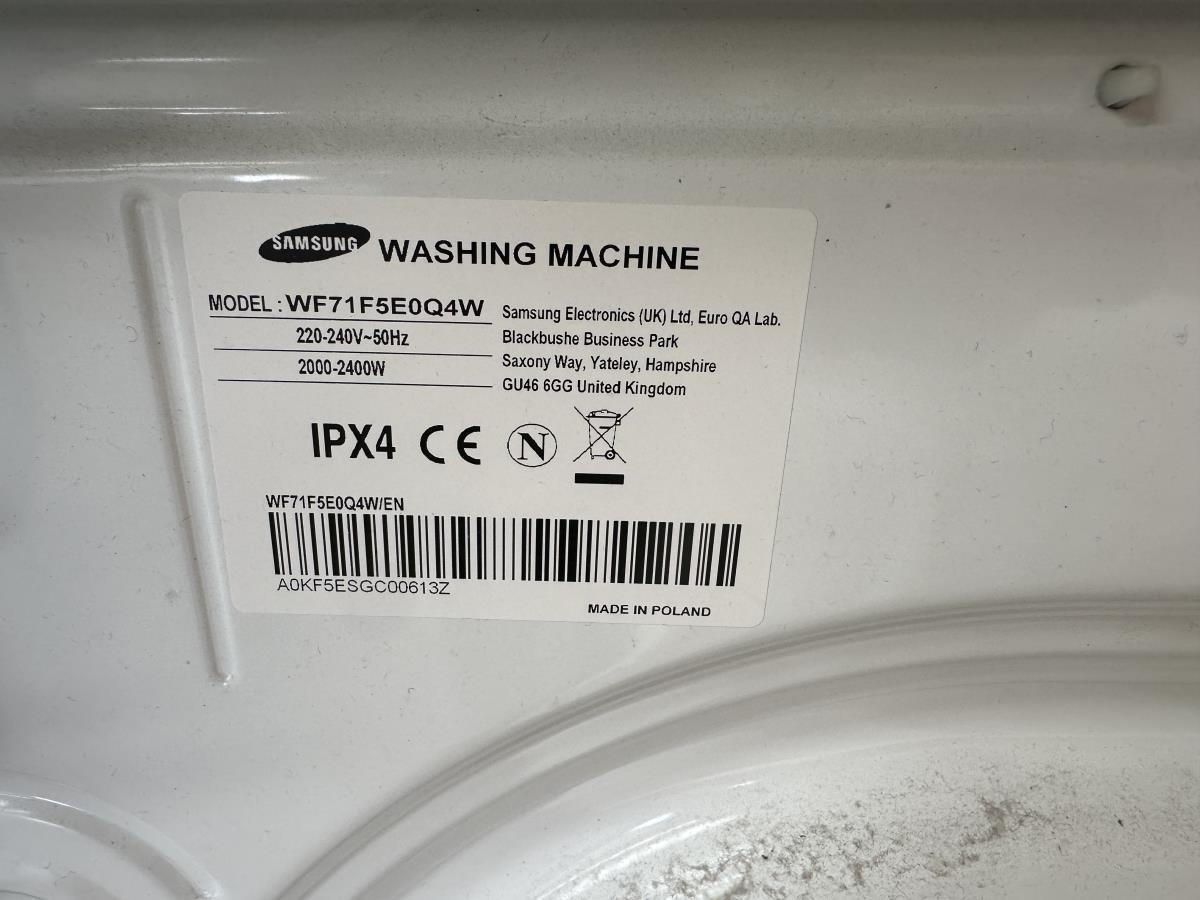 SAMSUNG WASHING MACHINE
MODEL : WF71F5E0Q4W
220-240V~50Hz
2000-2400W
Samsung Electronics (UK) Ltd, Euro QA Lab.
Blackbushe Business Park
Saxony Way, Yateley, Hampshire
GU46 6GG United Kingdom
IPX4 CE N
WF71F5E0Q4W/EN
A0KF5ESGC00613Z
MADE IN POLAND